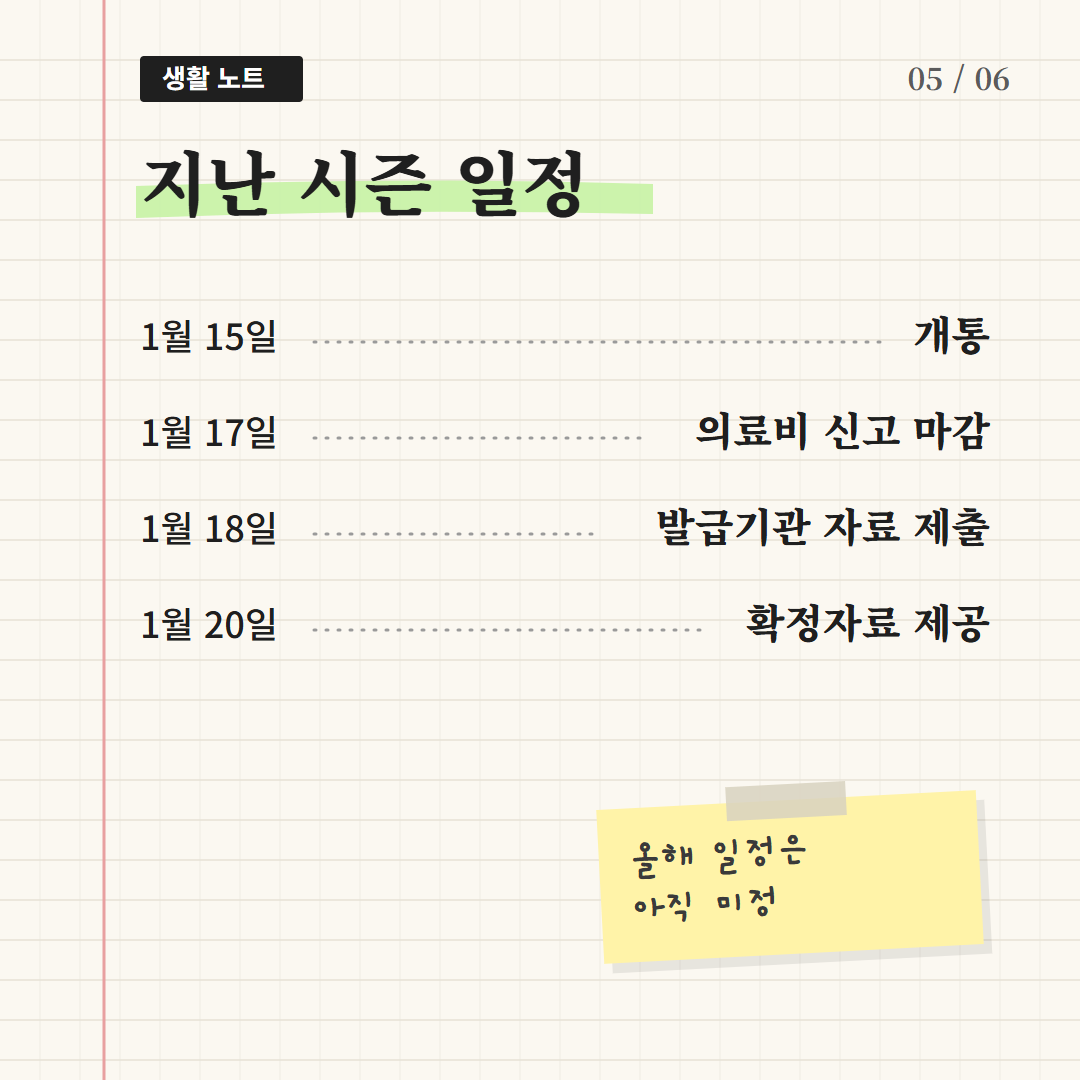 생활 노트
05 / 06
지난 시즌 일정
1월 15일 개통
1월 17일 의료비 신고 마감
1월 18일 발급기관 자료 제출
1월 20일 확정자료 제공
올해 일정은
아직 미정